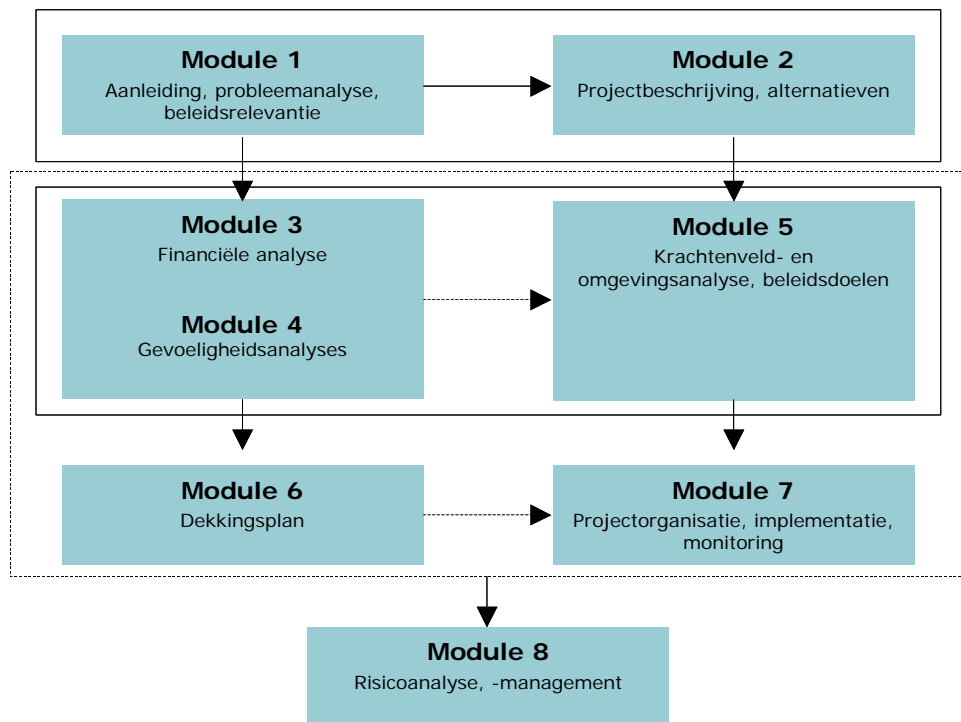 Module 1
Aanleiding, probleemanalyse,
beleidsrelevantie
Module 2
Projectbeschrijving, alternatieven
Module 3
Financiële analyse
Module 4
Gevoeligheidsanalyses
Module 5
Krachtenveld- en
omgevingsanalyse, beleidsdoelen
Module 6
Dekkingsplan
Module 7
Projectorganisatie, implementatie,
monitoring
Module 8
Risicoanalyse, -management